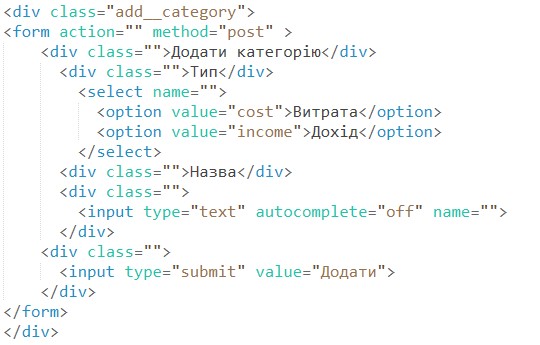 <div class="add__category">
<form action="" method="post" >
<div class="">Додати категорію</div>
<div class="">Тип</div>
<select name="">
<option value="cost">Витрата</option>
<option value="income">Дохід</option>
</select>
<div class="">Назва</div>
<div class="">
<input type="text" autocomplete="off" name="">
</div>
<div class="">
<input type="submit" value="Додати">
</div>
</form>
</div>